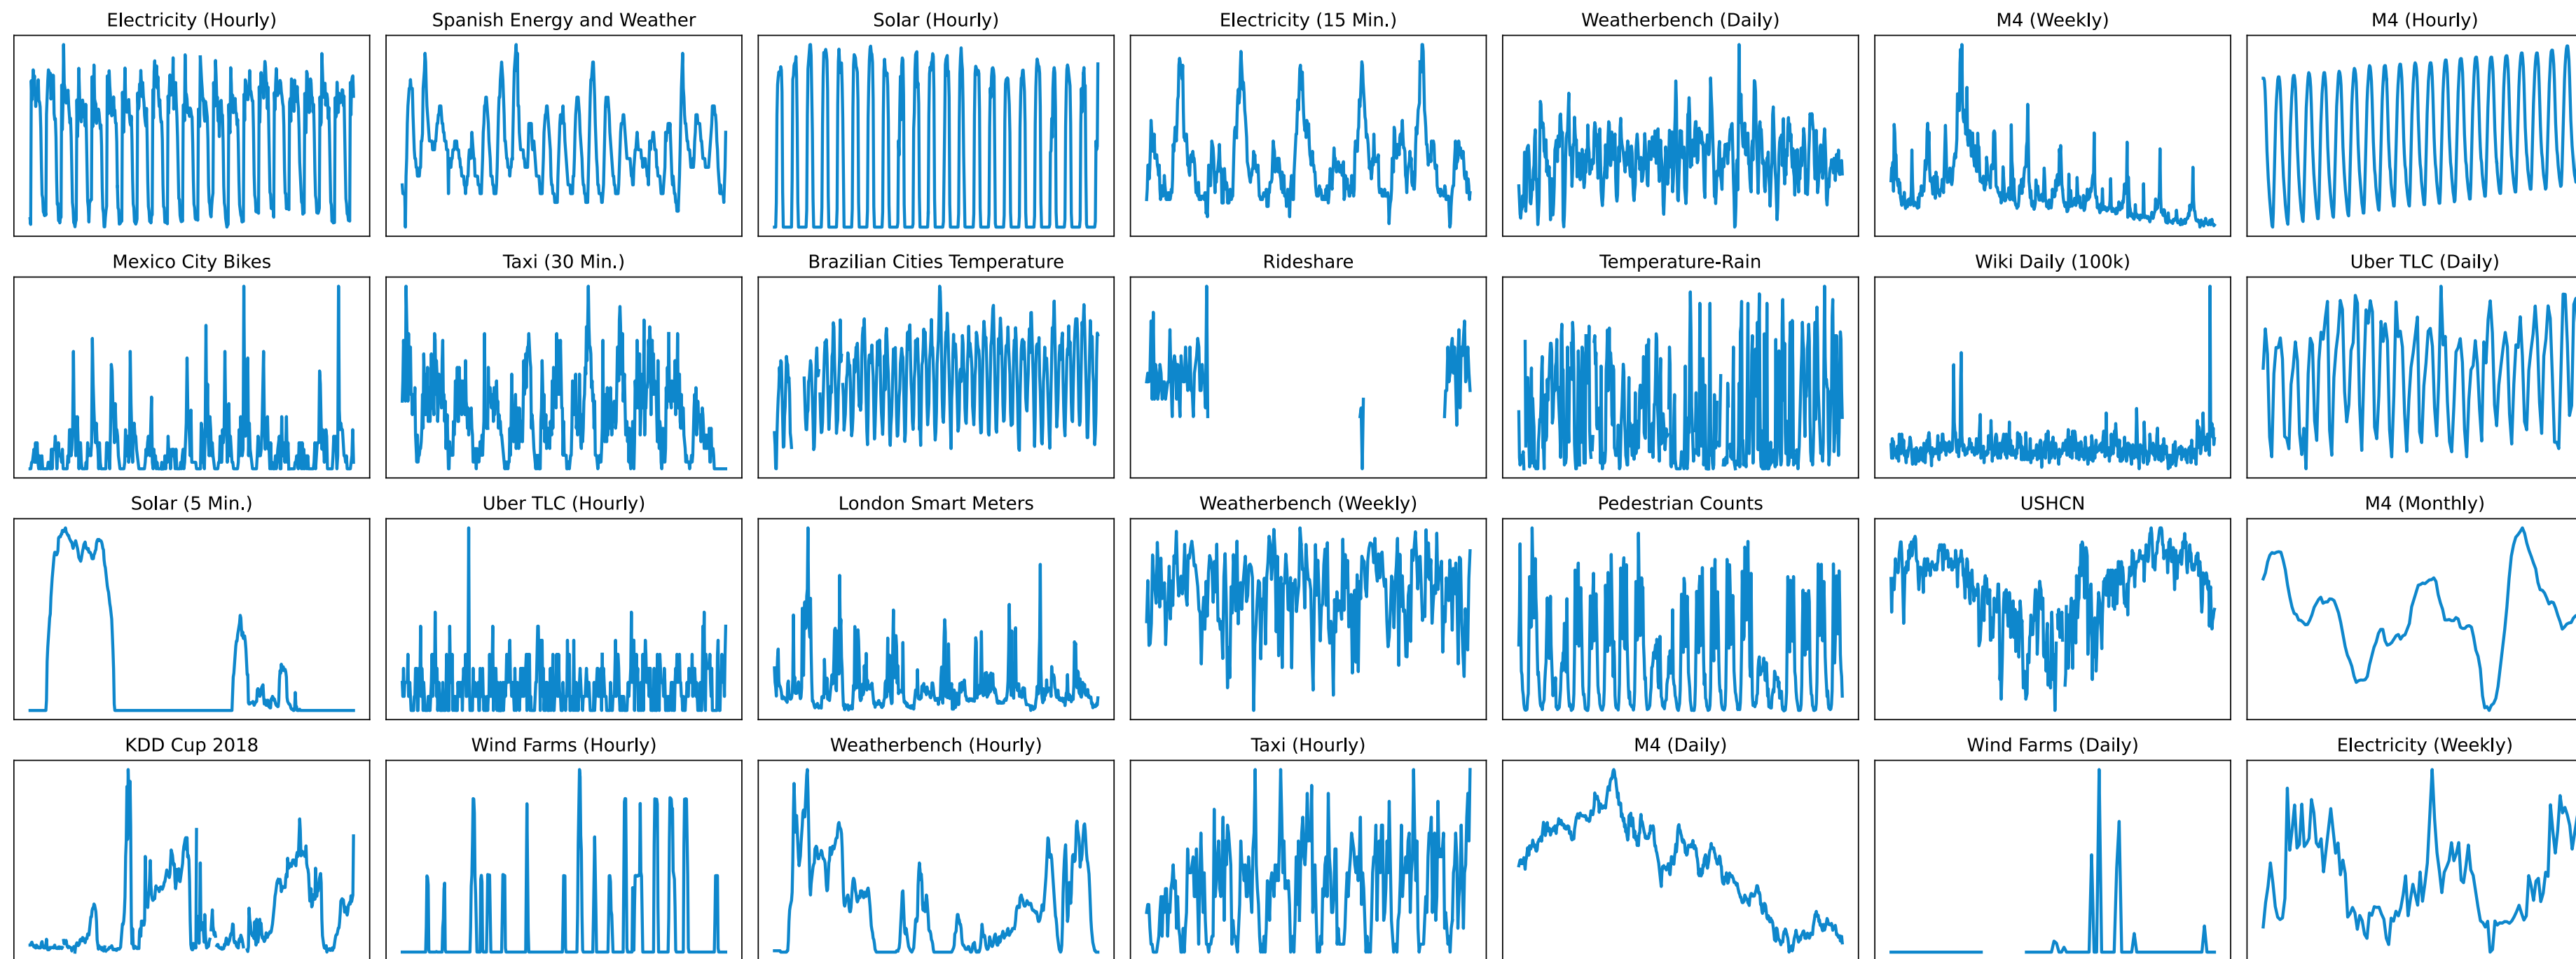 Electricity (Hourly)
Spanish Energy and Weather
Solar (Hourly)
Electricity (15 Min.)
Weatherbench (Daily)
M4 (Weekly)
M4 (Hourly)
Mexico City Bikes
Taxi (30 Min.)
Brazilian Cities Temperature
Rideshare
Temperature-Rain
Wiki Daily (100k)
Uber TLC (Daily)
Solar (5 Min.)
Uber TLC (Hourly)
London Smart Meters
Weatherbench (Weekly)
Pedestrian Counts
USHCN
M4 (Monthly)
KDD Cup 2018
Wind Farms (Hourly)
Weatherbench (Hourly)
Taxi (Hourly)
M4 (Daily)
Wind Farms (Daily)
Electricity (Weekly)